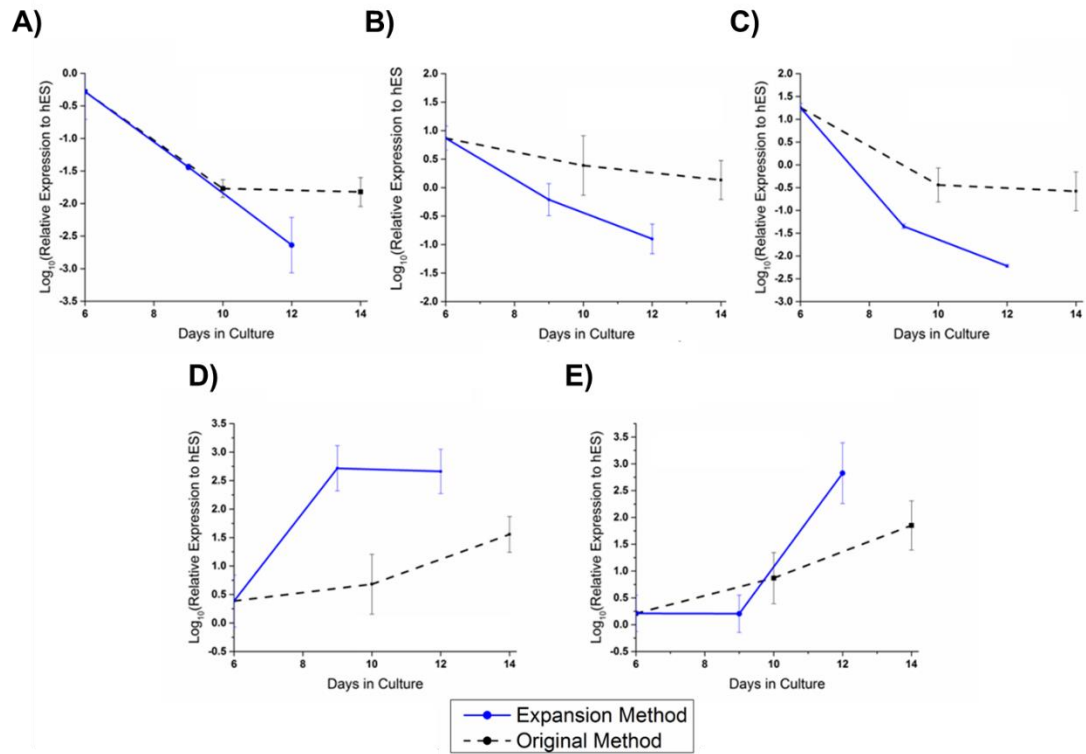 A)
B)
C)
Log10(Relative Expression to hES)
0.0
-0.5
-1.0
-1.5
-2.0
-2.5
-3.0
-3.5
6 8 10 12 14
Days in Culture
Log10(Relative Expression to hES)
2.0
1.5
1.0
0.5
0.0
-0.5
-1.0
-1.5
-2.0
6 8 10 12 14
Days in Culture
Log10(Relative Expression to hES)
2.0
1.5
1.0
0.5
0.0
-0.5
-1.0
-1.5
-2.0
-2.5
-3.0
6 8 10 12 14
Days in Culture
D)
E)
Log10(Relative Expression to hES)
3.5
3.0
2.5
2.0
1.5
1.0
0.5
0.0
-0.5
6 8 10 12 14
Days in Culture
Log10(Relative Expression to hES)
3.5
3.0
2.5
2.0
1.5
1.0
0.5
0.0
-0.5
6 8 10 12 14
Days in Culture
Expansion Method
Original Method